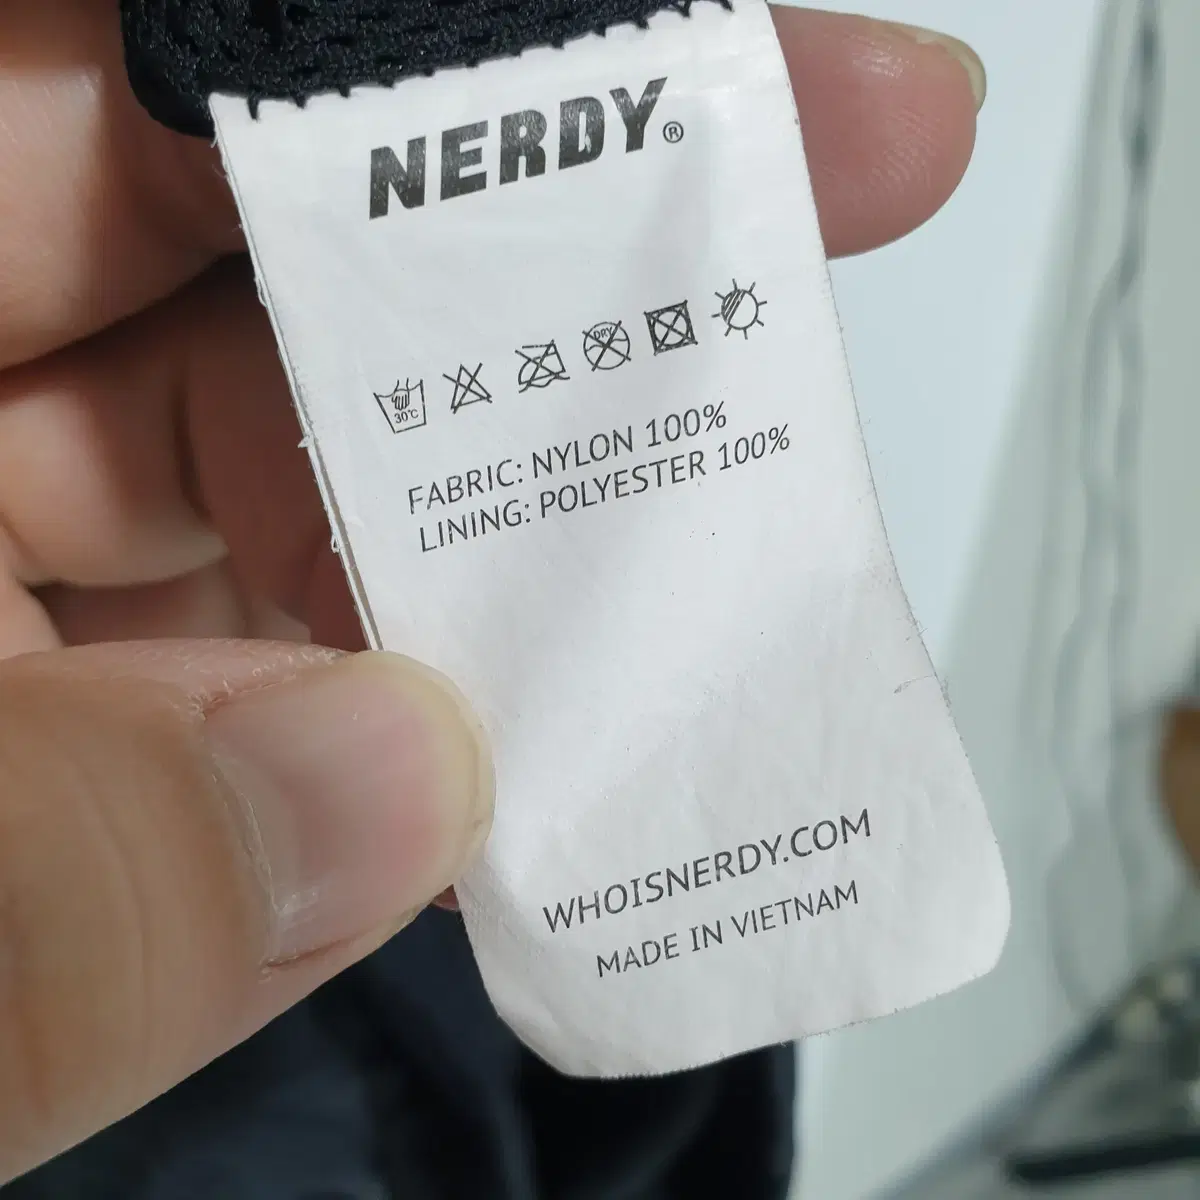 NERDY®
30℃
DRY
FABRIC: NYLON 100%
LINING: POLYESTER 100%
WHOISNERDY.COM
MADE IN VIETNAM